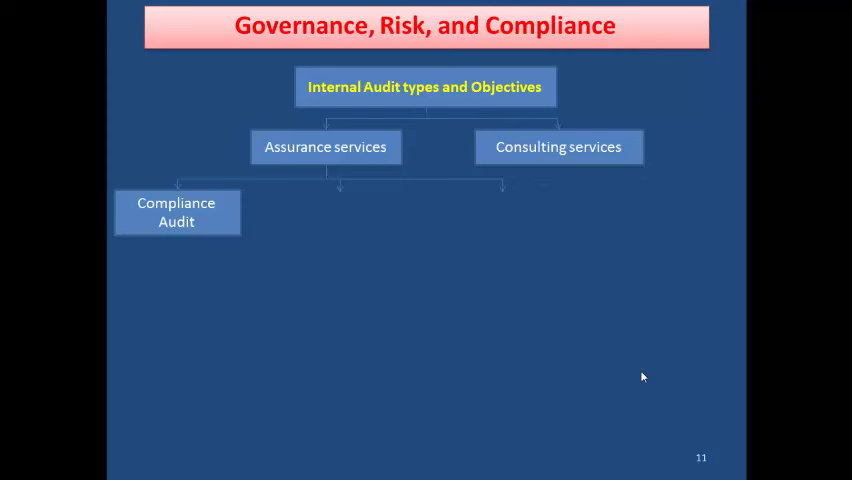 Governance, Risk, and Compliance
Internal Audit types and Objectives
Assurance services
Consulting services
Compliance
Audit
11